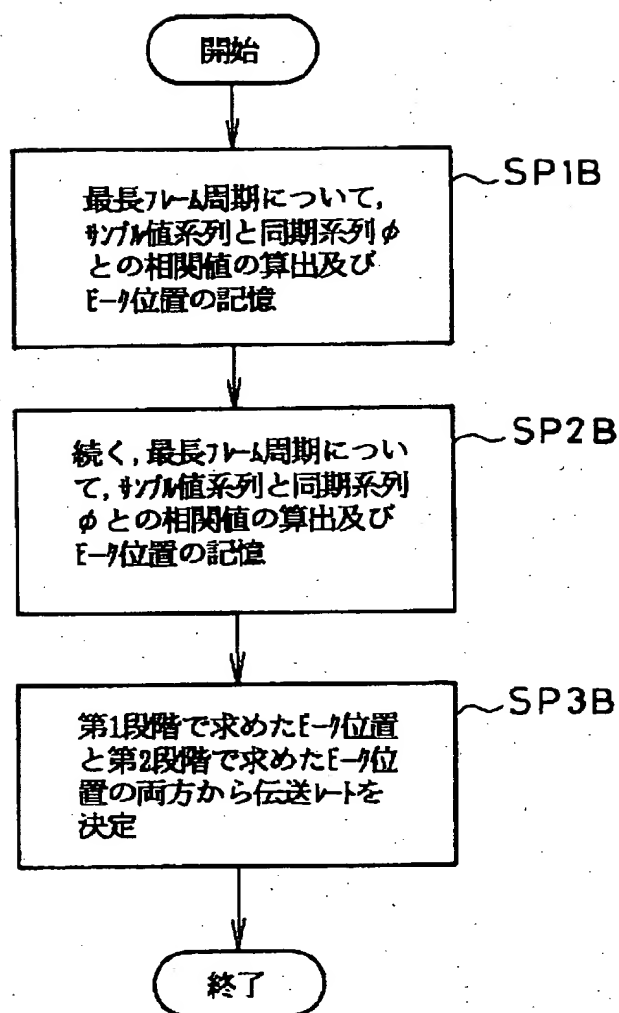 開始
SP1B
最長フレーム周期について,
サンプル値系列と同期系列φ
との相関値の算出及び
ピーク位置の記憶
SP2B
続く,最長フレーム周期につい
て,サンプル値系列と同期系列
φとの相関値の算出及び
ピーク位置の記憶
SP3B
第1段階で求めたピーク位置
と第2段階で求めたピーク位
置の両方から伝送レートを
決定
終了